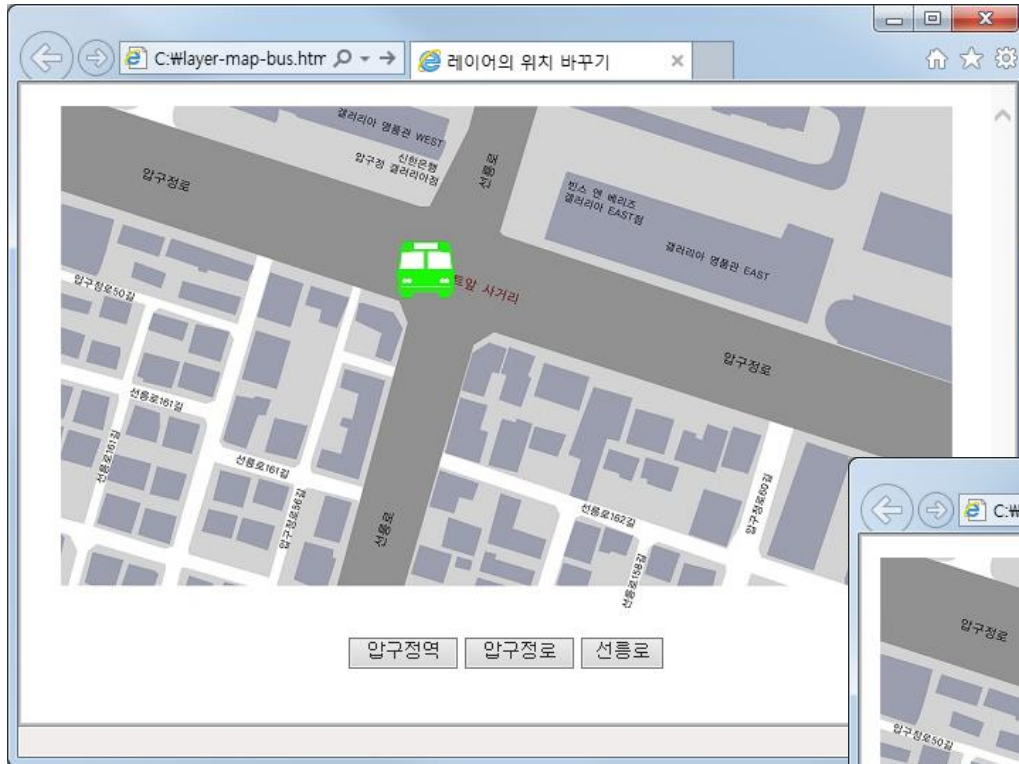 C:₩layer-map-bus.htm
레이어의 위치 바꾸기
갤러리아 명품관 WEST
신한은행
압구정 갤러리아점
선릉로
압구정로
빈스 앤 베리즈
갤러리아 EAST점
갤러리아 명품관 EAST
트앞 사거리
압구정로50길
압구정로
선릉로161길
선릉로161길
선릉로161길
압구정로56길
선릉로
선릉로162길
압구정로60길
선릉로158길
압구정역
압구정로
선릉로
C:₩
압구정로
압구정로50길